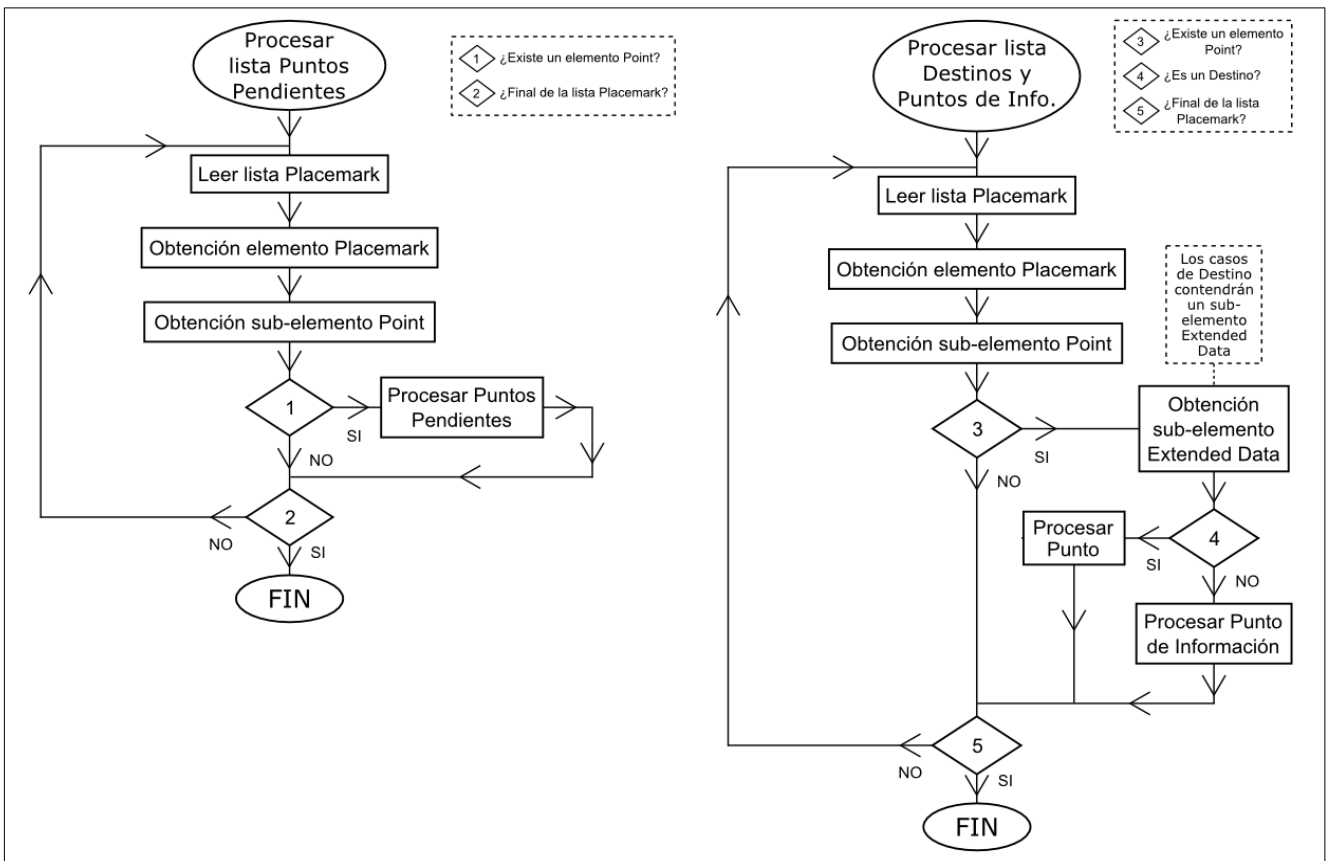 Procesar
lista Puntos
Pendientes
1 ¿Existe un elemento Point?
2 ¿Final de la lista Placemark?
Leer lista Placemark
Obtención elemento Placemark
Obtención sub-elemento Point
1
SI
Procesar Puntos
Pendientes
NO
2
NO
SI
FIN
Procesar lista
Destinos y
Puntos de Info.
3 ¿Existe un elemento
Point?
4 ¿Es un Destino?
5 ¿Final de la lista
Placemark?
Leer lista Placemark
Obtención elemento Placemark
Obtención sub-elemento Point
Los casos
de Destino
contendrán
un sub-
elemento
Extended
Data
3
SI
NO
Obtención
sub-elemento
Extended Data
4
SI
NO
Procesar
Punto
Procesar Punto
de Información
5
NO
SI
FIN